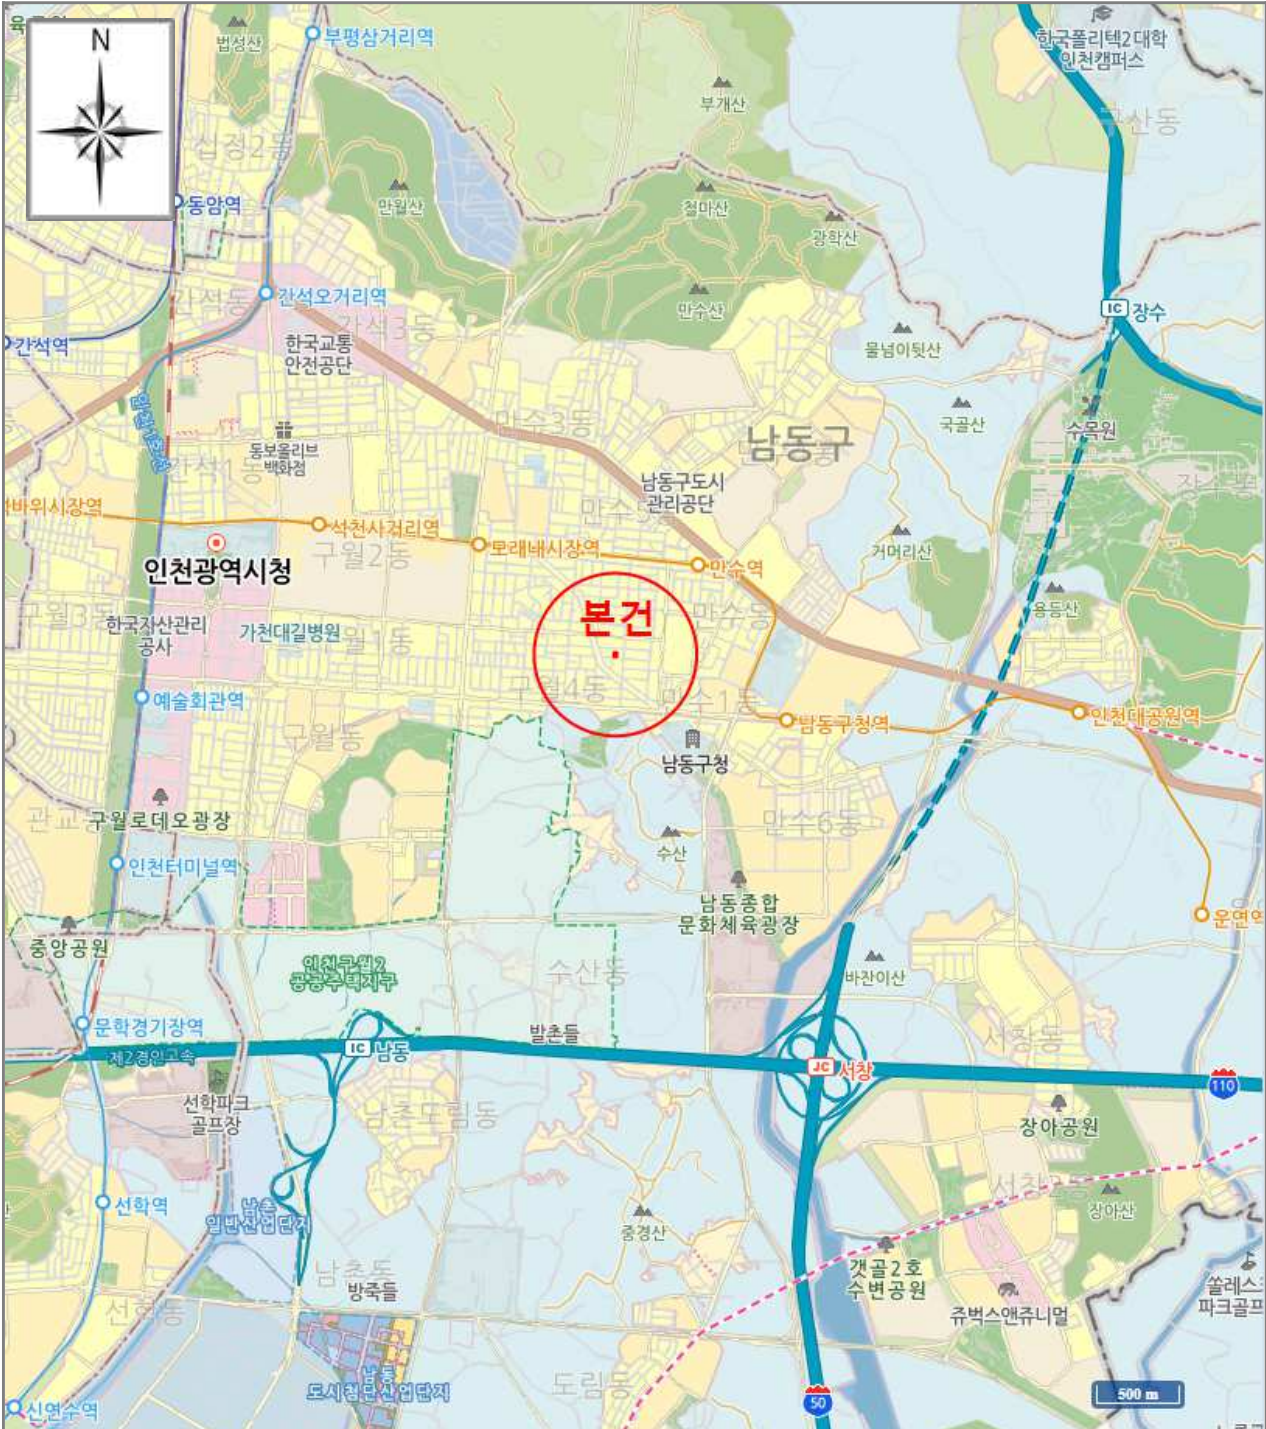 N
법성산
부평삼거리역
한국폴리텍2대학
인천캠퍼스
부개산
구산동
십정2동
만월산
철마산
동암역
광학산
간석동
간석오거리역
만수산
간석3동
IC 장수
간석역
한국교통
안전공단
물넘이뒷산
국골산
수목원
만수3동
남동구
동보올리브
백화점
간석1동
남동구도시
관리공단
석천사거리역
모래내시장역
구월2동
만수역
거머리산
인천광역시청
본건
용등산
구월3동
한국자산관리
공사
가천대길병원
만수동
예술회관역
구월4동
만수1동
남동구청역
인천대공원역
구월동
남동구청
구월로데오광장
만수6동
수산
인천터미널역
남동종합
문화체육광장
운연역
중앙공원
인천구월2
공공주택지구
수산동
바잔이산
문학경기장역
발촌들
서창동
제2경인고속
IC 남동
JC 서창
110
선학파크
골프장
남촌도림동
장아공원
서창2동
장아산
선학역
남촌
일반산업단지
중경산
갯골2호
수변공원
남촌동
방죽들
쥬벅스앤쥬니멀
쏠레스
파크골프
선학동
남동
도시첨단산업단지
도림동
500 m
50
신연수역